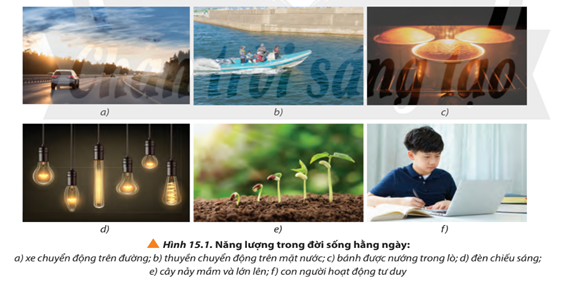 Chân trời sáng tạo
a)
b)
c)
d)
e)
f)
Hình 15.1. Năng lượng trong đời sống hằng ngày:
a) xe chuyển động trên đường; b) thuyền chuyển động trên mặt nước; c) bánh được nướng trong lò; d) đèn chiếu sáng;
e) cây nảy mầm và lớn lên; f) con người hoạt động tư duy